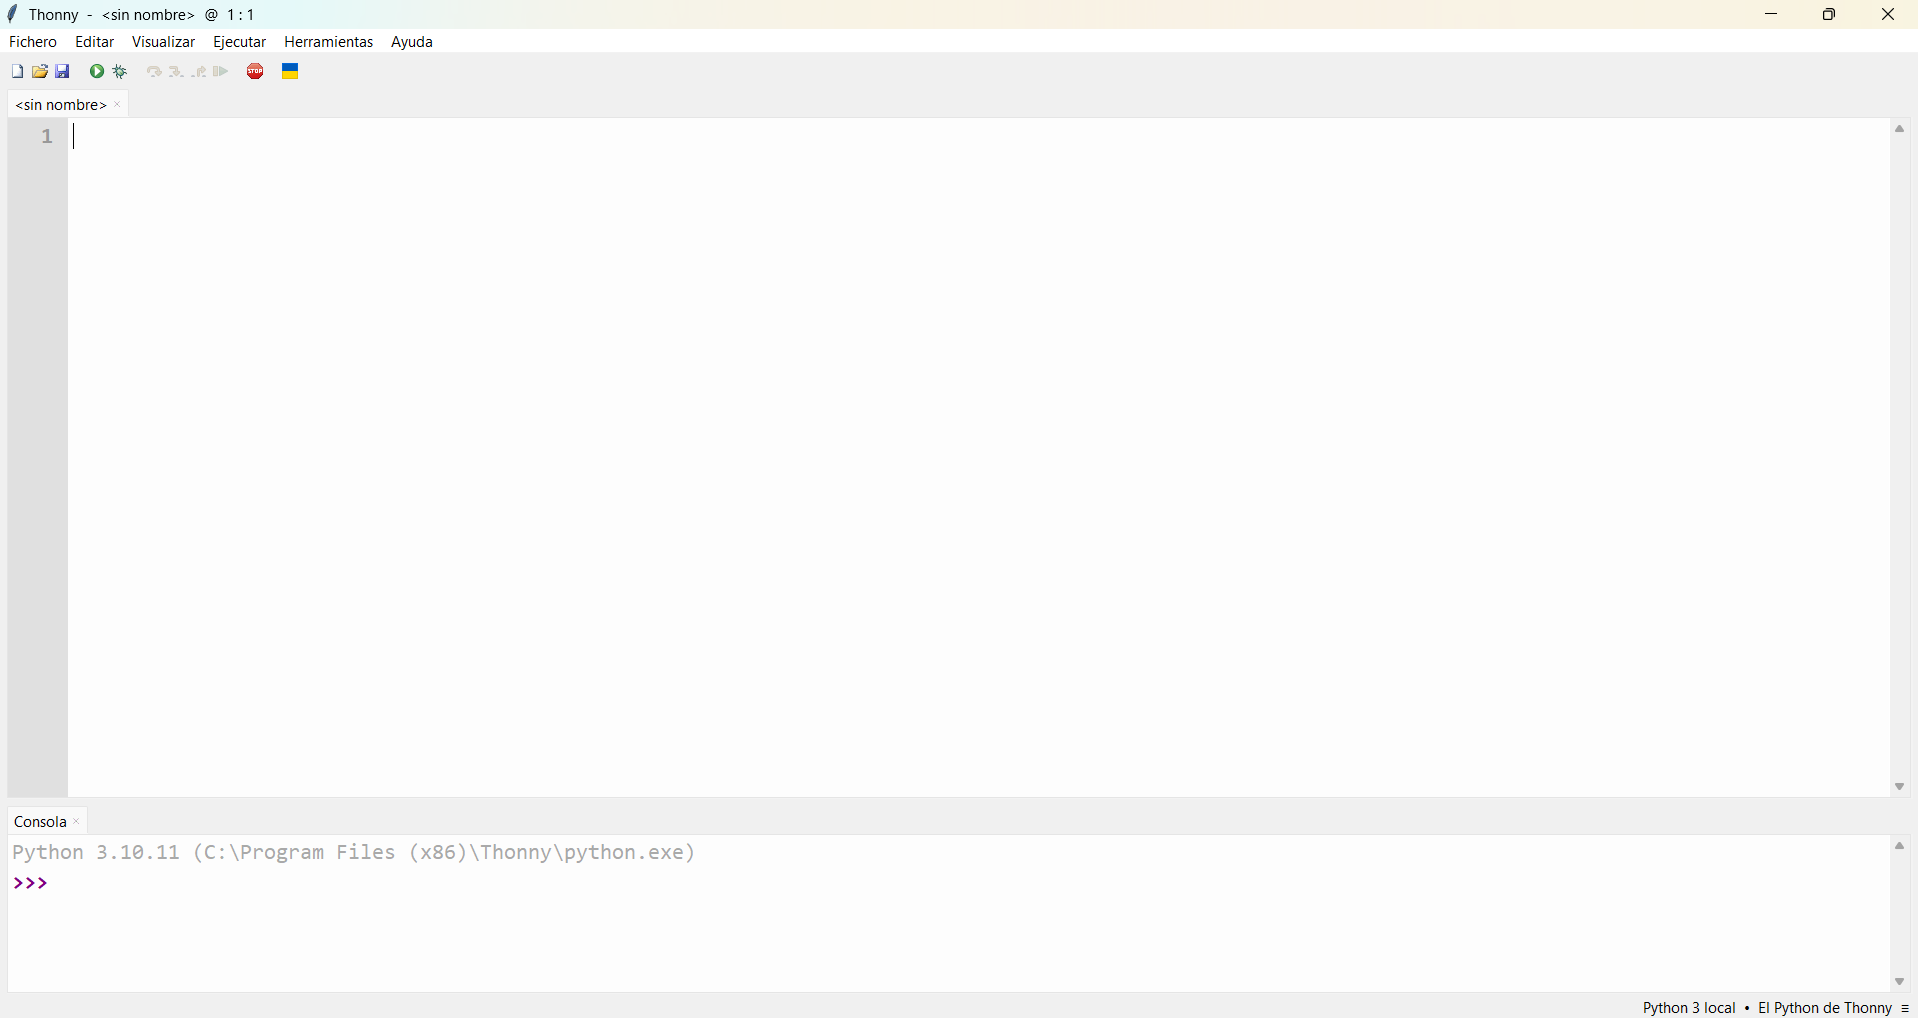 Thonny - <sin nombre> @ 1:1
Fichero Editar Visualizar Ejecutar Herramientas Ayuda
STOP
<sin nombre>
1
Consola
Python 3.10.11 (C:\Program Files (x86)\Thonny\python.exe)
>>>
Python 3 local • El Python de Thonny ≡